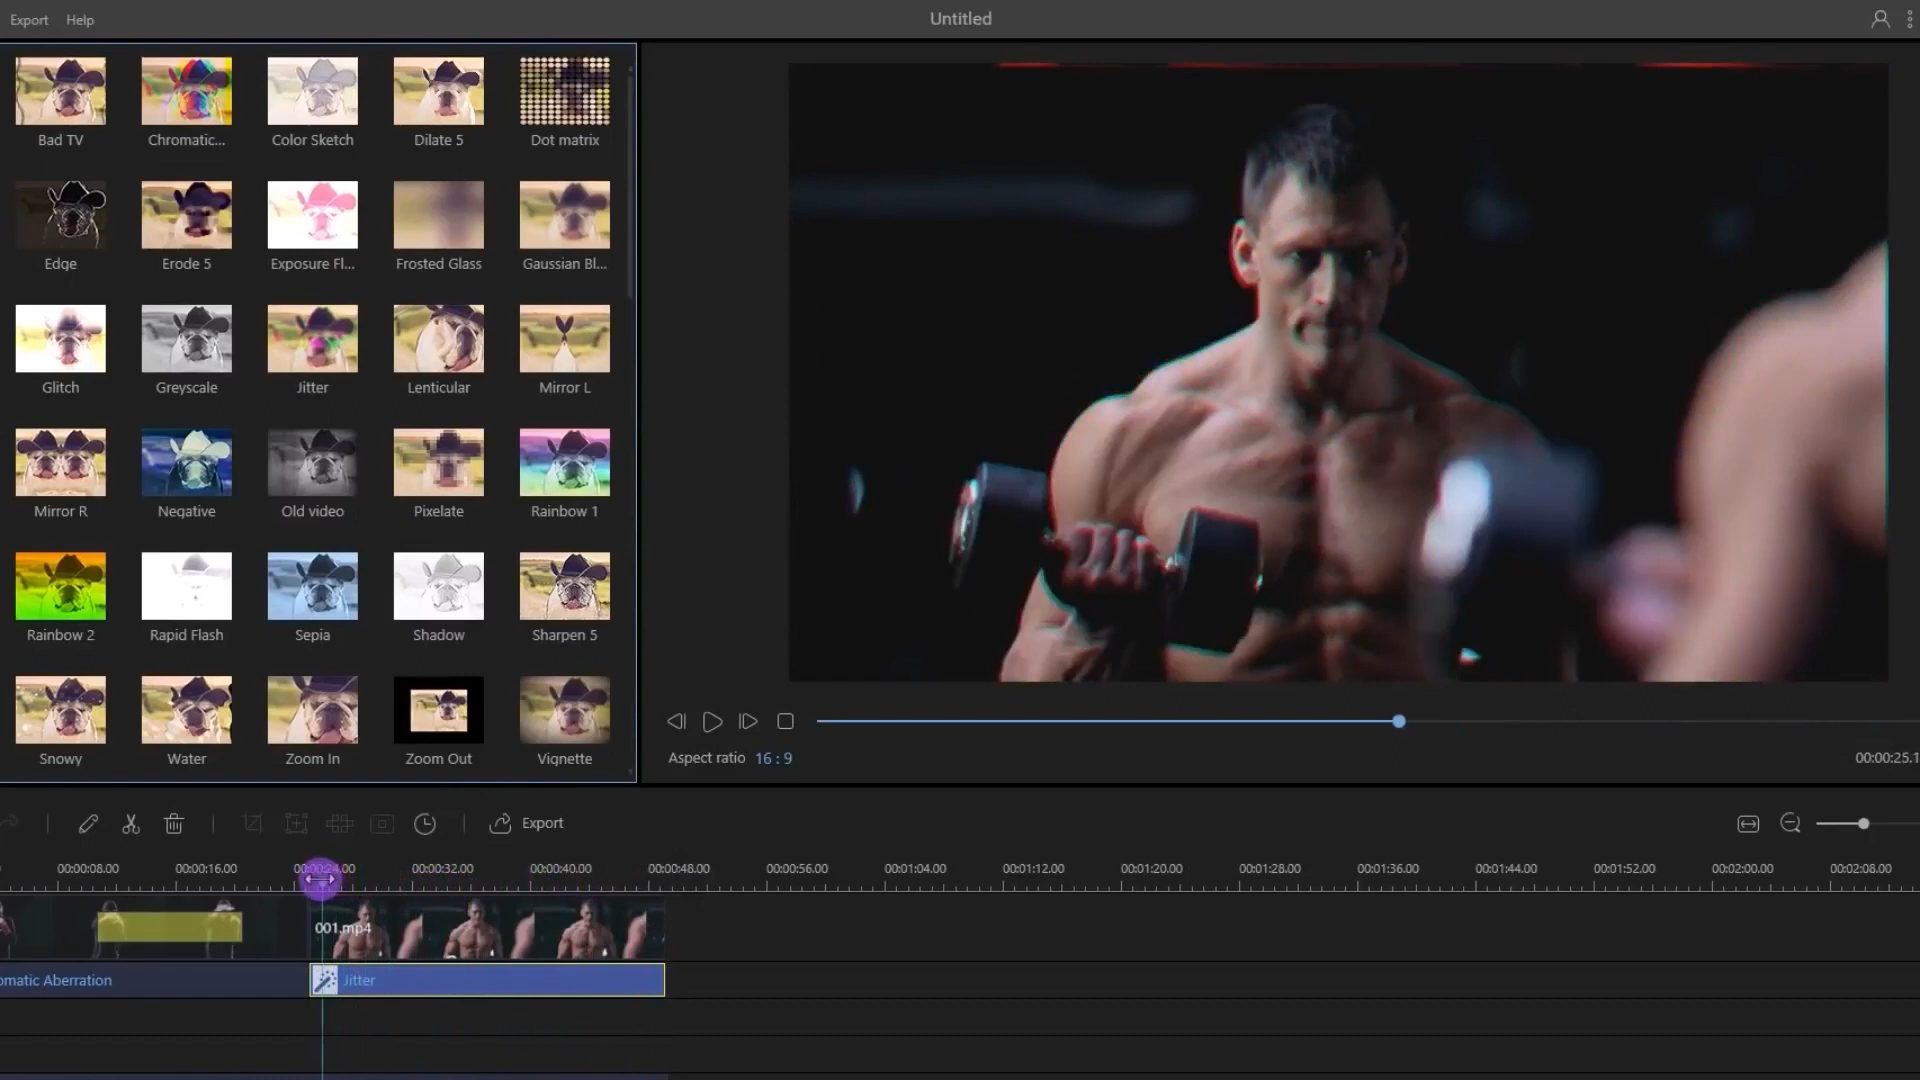 Export Help
Untitled
Bad TV Chromatic... Color Sketch Dilate 5 Dot matrix
Edge Erode 5 Exposure Fl... Frosted Glass Gaussian Bl...
Glitch Greyscale Jitter Lenticular Mirror L
Mirror R Negative Old video Pixelate Rainbow 1
Rainbow 2 Rapid Flash Sepia Shadow Sharpen 5
Snowy Water Zoom In Zoom Out Vignette
Aspect ratio 16 : 9
00:00:25.1
Export
00:00:08.00 00:00:16.00 00:00:24.00 00:00:32.00 00:00:40.00 00:00:48.00 00:00:56.00 00:01:04.00 00:01:12.00 00:01:20.00 00:01:28.00 00:01:36.00 00:01:44.00 00:01:52.00 00:02:00.00 00:02:08.00
001.mp4
omatic Aberration Jitter